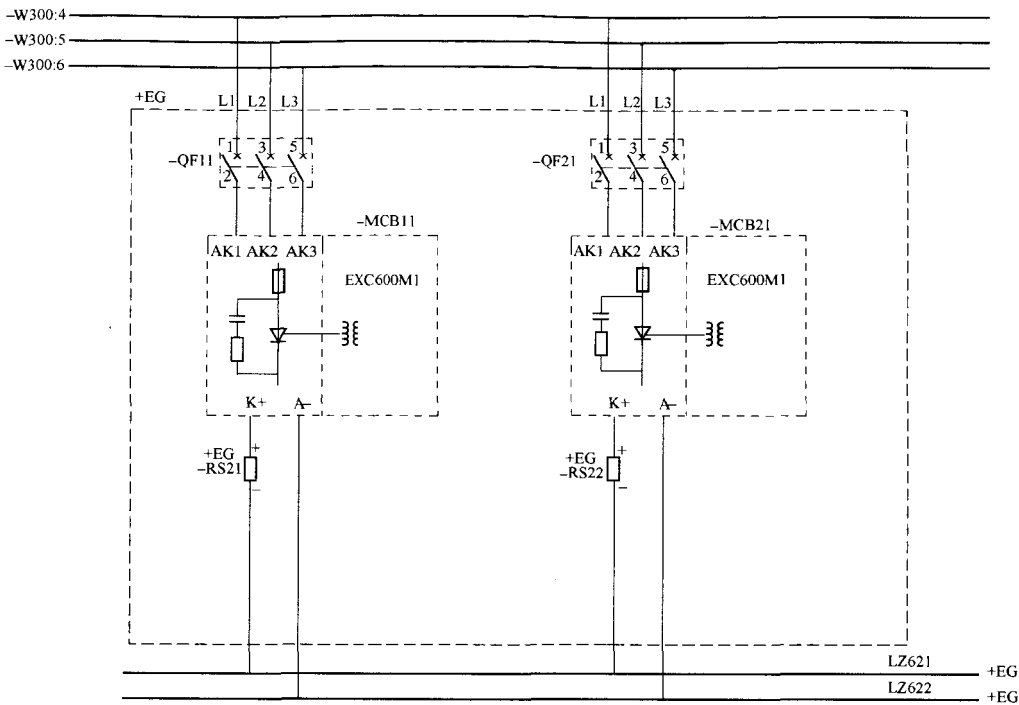 –W300:4
–W300:5
–W300:6
+EG
L1 L2 L3
L1 L2 L3
–QF11
1 3 5
2 4 6
–QF21
1 3 5
2 4 6
–MCB11
–MCB21
AK1 AK2 AK3
EXC600M1
AK1 AK2 AK3
EXC600M1
K+ A–
K+ A–
+EG
–RS21
+
–
+EG
–RS22
+
–
LZ621
+EG
LZ622
+EG